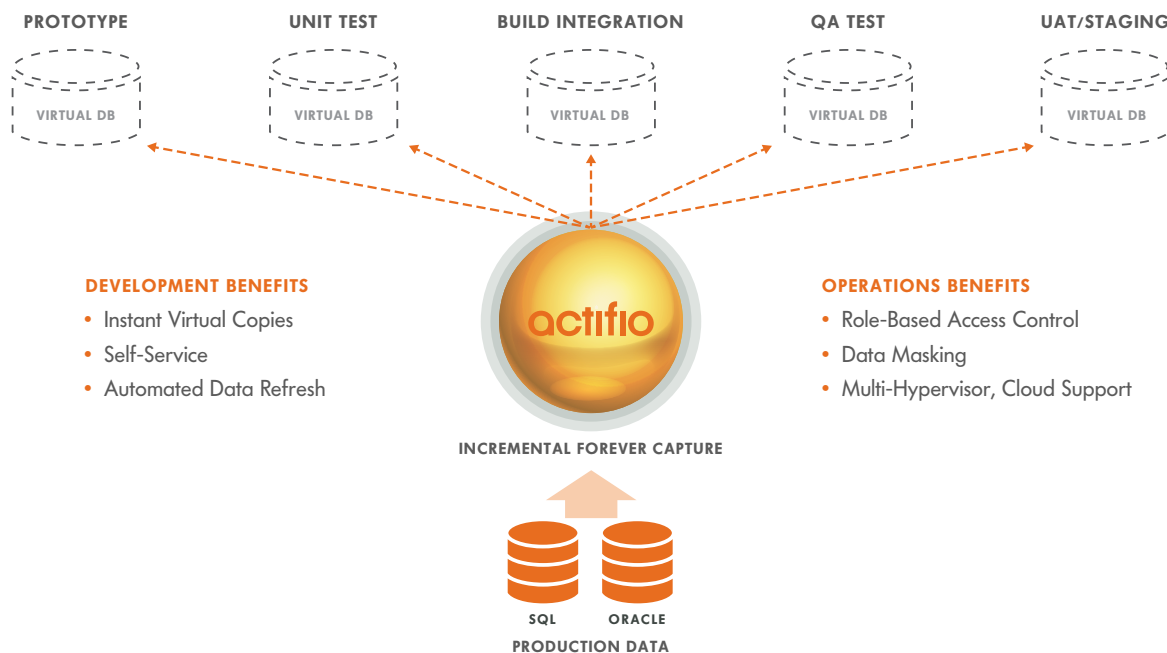 PROTOTYPE
UNIT TEST
BUILD INTEGRATION
QA TEST
UAT/STAGING
VIRTUAL DB
VIRTUAL DB
VIRTUAL DB
VIRTUAL DB
VIRTUAL DB
DEVELOPMENT BENEFITS
• Instant Virtual Copies
• Self-Service
• Automated Data Refresh
actifio
OPERATIONS BENEFITS
• Role-Based Access Control
• Data Masking
• Multi-Hypervisor, Cloud Support
INCREMENTAL FOREVER CAPTURE
SQL
ORACLE
PRODUCTION DATA